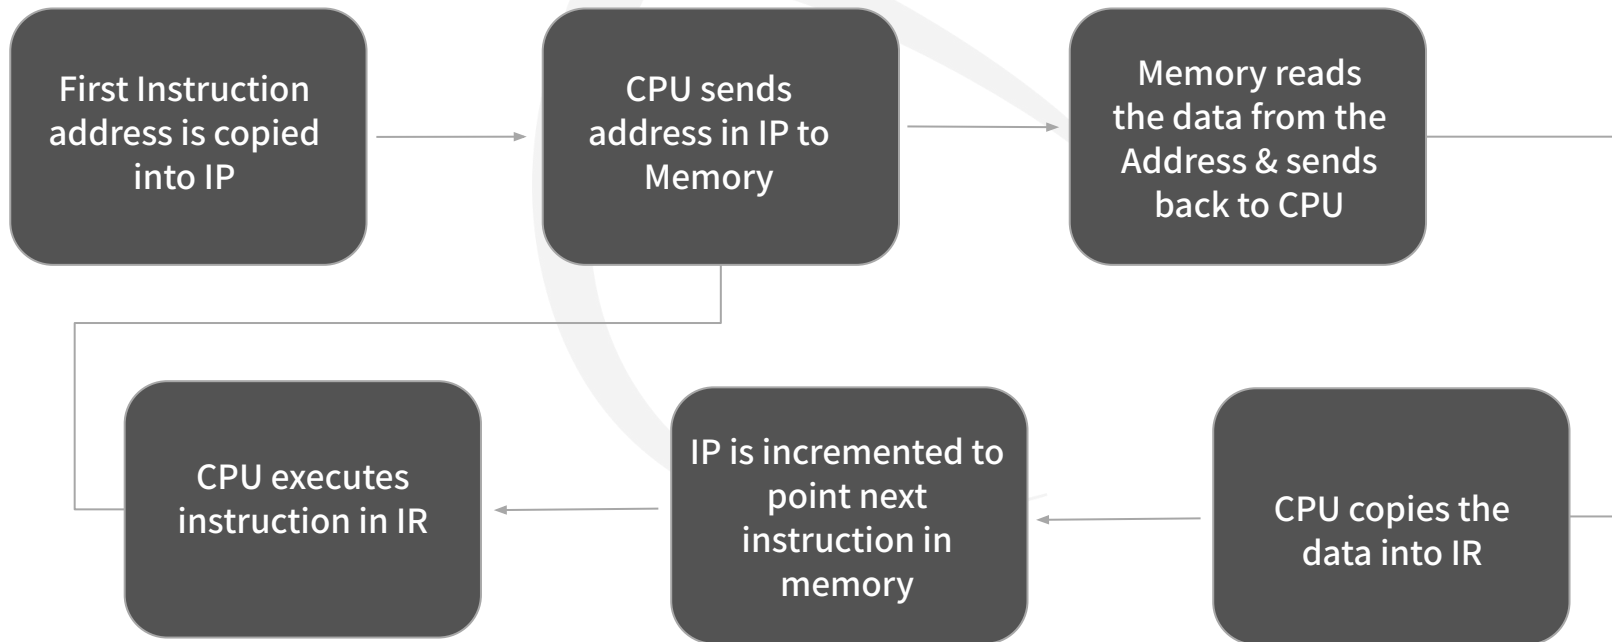 First Instruction
address is copied
into IP
CPU sends
address in IP to
Memory
Memory reads
the data from the
Address & sends
back to CPU
CPU executes
instruction in IR
IP is incremented to
point next
instruction in
memory
CPU copies the
data into IR